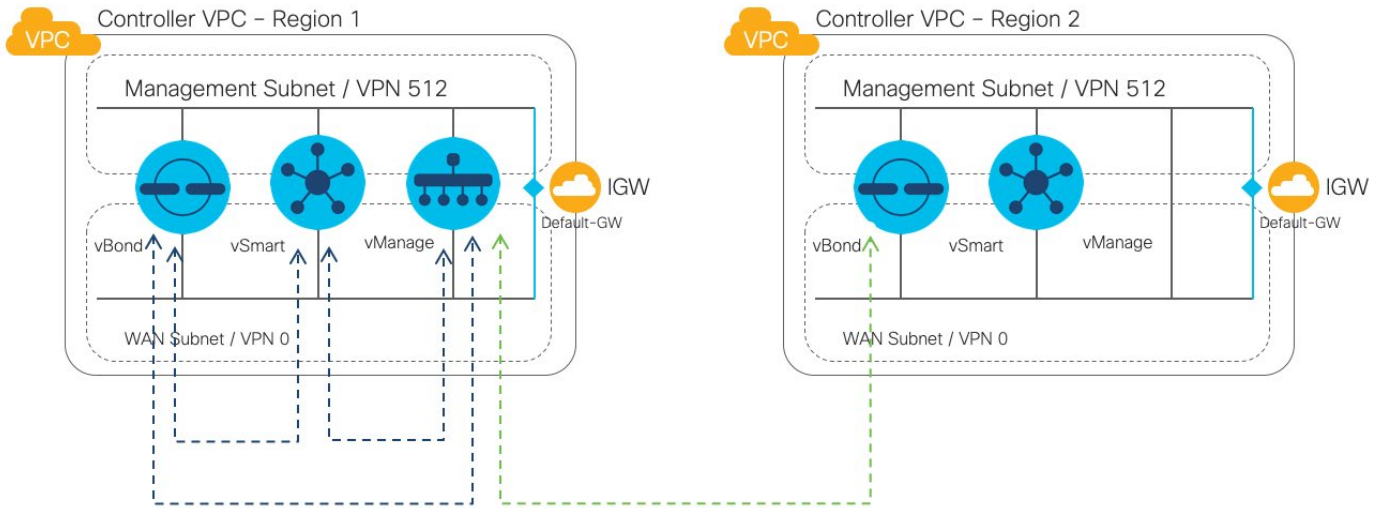 Controller VPC – Region 1
VPC
Management Subnet / VPN 512
IGW
Default-GW
vBond
vSmart
vManage
WAN Subnet / VPN 0
Controller VPC – Region 2
VPC
Management Subnet / VPN 512
IGW
Default-GW
vBond
vSmart
vManage
WAN Subnet / VPN 0